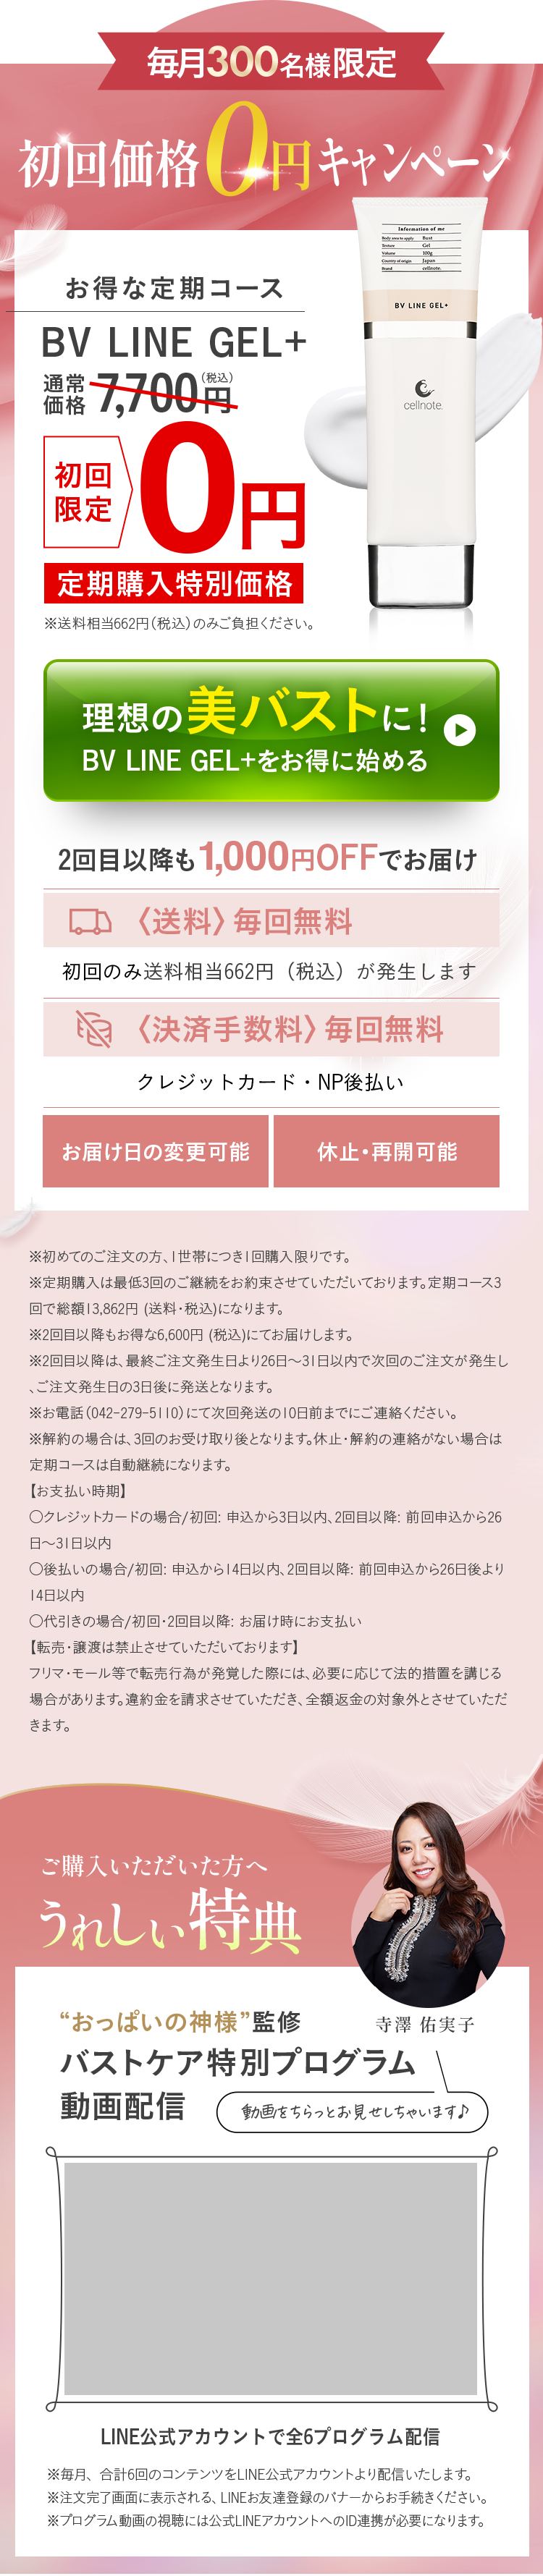 毎月300名様限定
初回価格0円キャンペーン
Information of me
Body area to apply Bust
Texture Gel
Volume 100g
Country of origin Japan
Brand cellnote.
BV LINE GEL+
cellnote.
お得な定期コース
BV LINE GEL+
通常価格 7,700円(税込)
初回限定 0円
定期購入特別価格
※送料相当662円(税込)のみご負担ください。
理想の美バストに!
BV LINE GEL+をお得に始める
2回目以降も1,000円OFFでお届け
〈送料〉毎回無料
初回のみ送料相当662円（税込）が発生します
〈決済手数料〉毎回無料
クレジットカード・NP後払い
お届け日の変更可能
休止・再開可能
※初めてのご注文の方、1世帯につき1回購入限りです。
※定期購入は最低3回のご継続をお約束させていただいております。定期コース3
回で総額13,862円 (送料・税込)になります。
※2回目以降もお得な6,600円 (税込)にてお届けします。
※2回目以降は、最終ご注文発生日より26日〜31日以内で次回のご注文が発生し
、ご注文発生日の3日後に発送となります。
※お電話(042-279-5110)にて次回発送の10日前までにご連絡ください。
※解約の場合は、3回のお受け取り後となります。休止・解約の連絡がない場合は
定期コースは自動継続になります。
【お支払い時期】
○クレジットカードの場合/初回: 申込から3日以内、2回目以降: 前回申込から26
日〜31日以内
○後払いの場合/初回: 申込から14日以内、2回目以降: 前回申込から26日後より
14日以内
○代引きの場合/初回・2回目以降: お届け時にお支払い
【転売・譲渡は禁止させていただいております】
フリマ・モール等で転売行為が発覚した際には、必要に応じて法的措置を講じる
場合があります。違約金を請求させていただき、全額返金の対象外とさせていただ
きます。
ご購入いただいた方へ
うれしい特典
寺澤 佑実子
“おっぱいの神様”監修
バストケア特別プログラム
動画配信
動画をちらっとお見せしちゃいます♪
LINE公式アカウントで全6プログラム配信
※毎月、合計6回のコンテンツをLINE公式アカウントより配信いたします。
※注文完了画面に表示される、LINEお友達登録のバナーからお手続きください。
※プログラム動画の視聴には公式LINEアカウントへのID連携が必要になります。